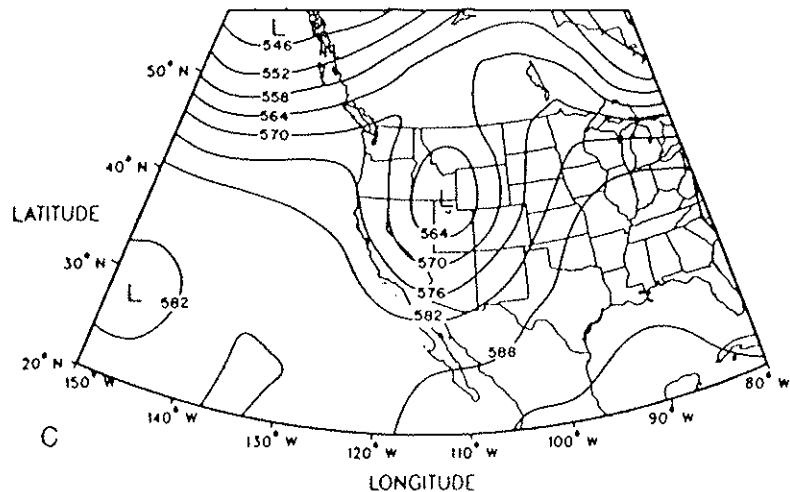 L
546
552
558
564
570
50° N
40° N
LATITUDE
30° N
20° N
L
582
L
564
570
576
582
588
150° W
140° W
130° W
120° W
110° W
100° W
90° W
80° W
C
LONGITUDE